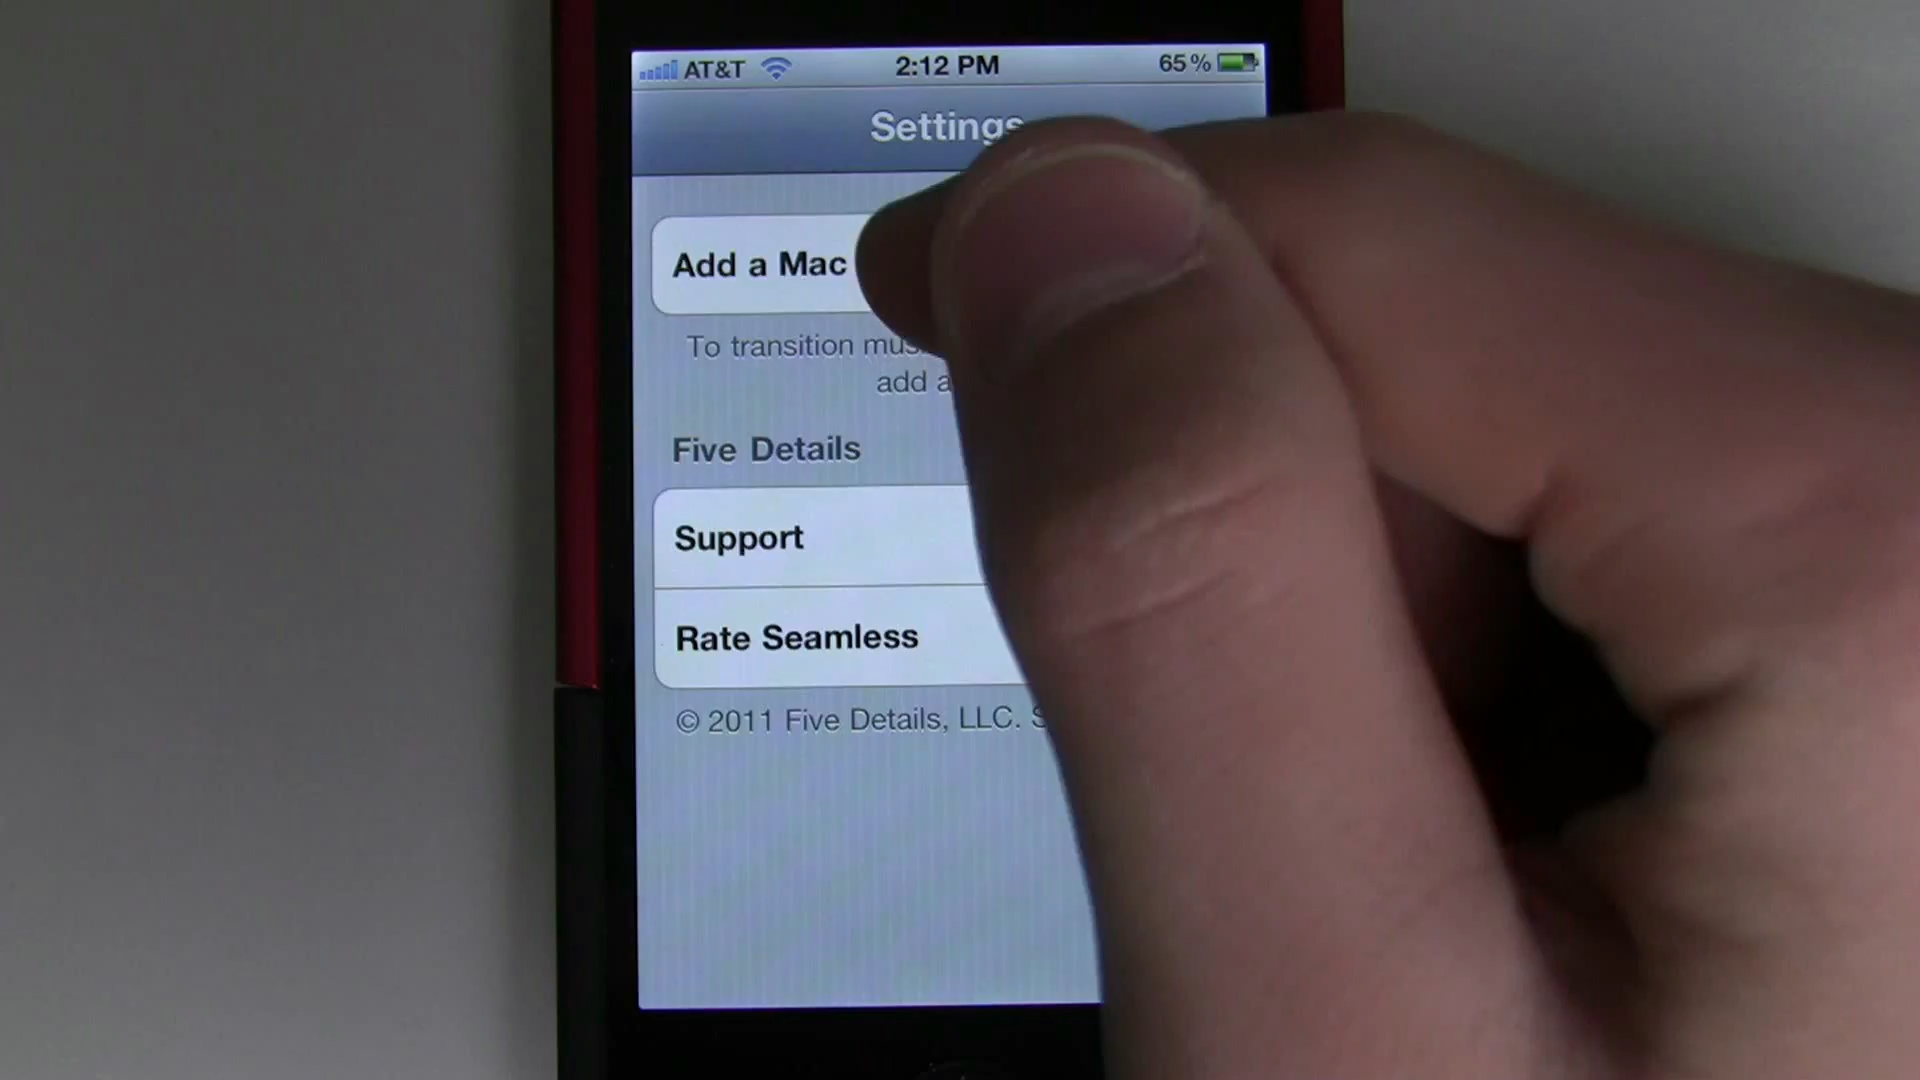 AT&T 2:12 PM 65%
Settings
Add a Mac
To transition
add
Five Details
Support
Rate Seamless
© 2011 Five Details, LLC.